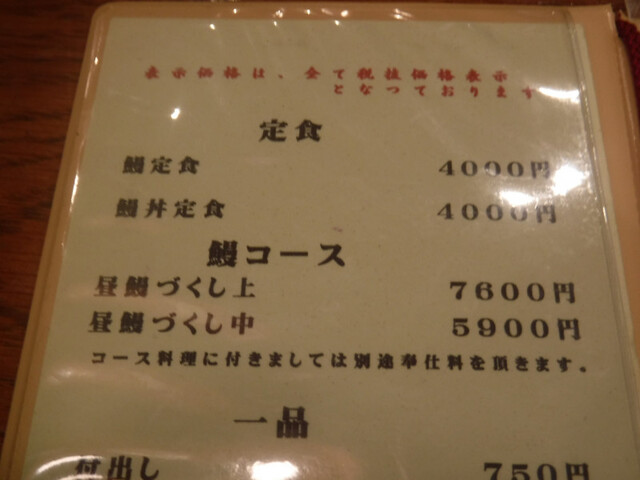 表示価格は、全て税抜価格表示
となっております
定食
鰻定食 4000円
鰻丼定食 4000円
鰻コース
昼鰻づくし上 7600円
昼鰻づくし中 5900円
コース料理に付きましては別途奉仕料を頂きます。
一品
付出し 750円